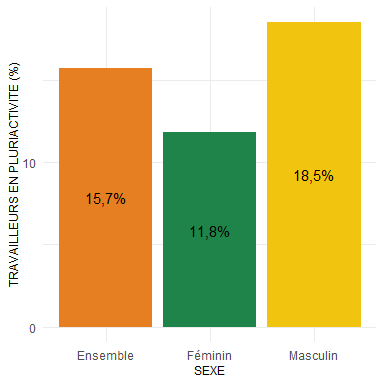 TRAVAILLEURS EN PLURIACTIVITE (%)
10
0
15,7%
11,8%
18,5%
Ensemble
Féminin
Masculin
SEXE